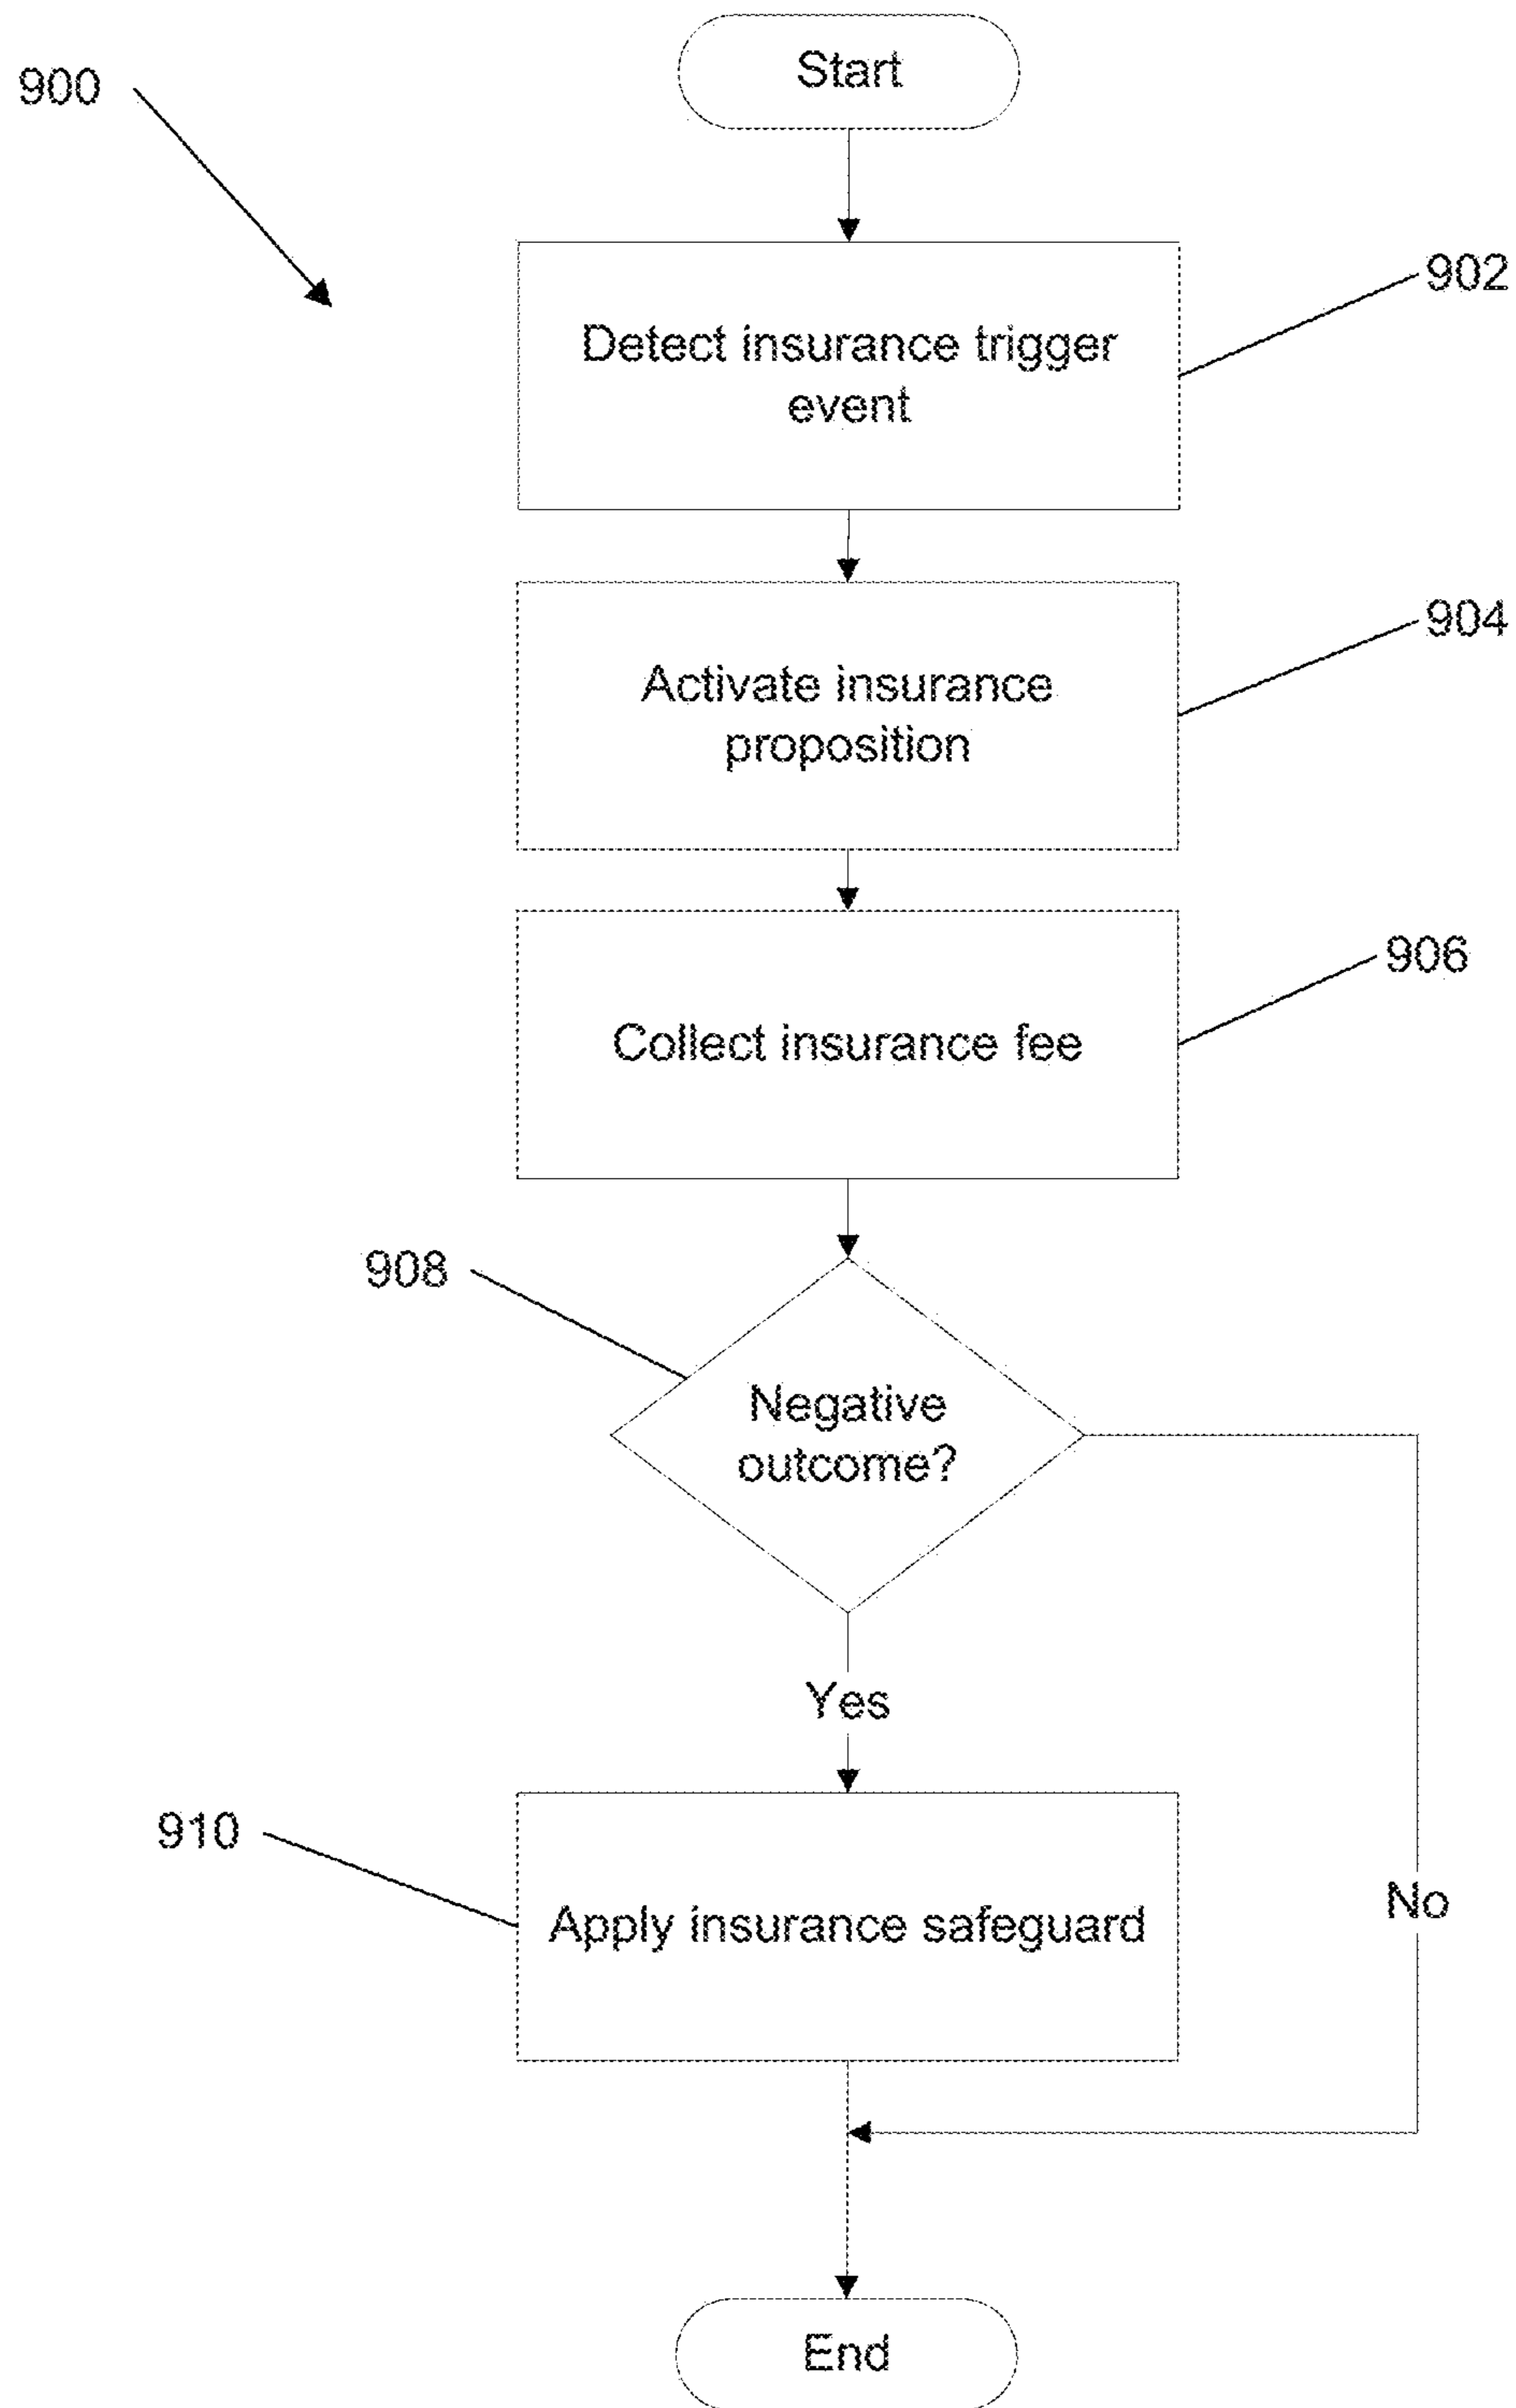 Start
900
902
Detect insurance trigger
event
904
Activate insurance
proposition
906
Collect insurance fee
908
Negative
outcome?
Yes
910
Apply insurance safeguard
No
End